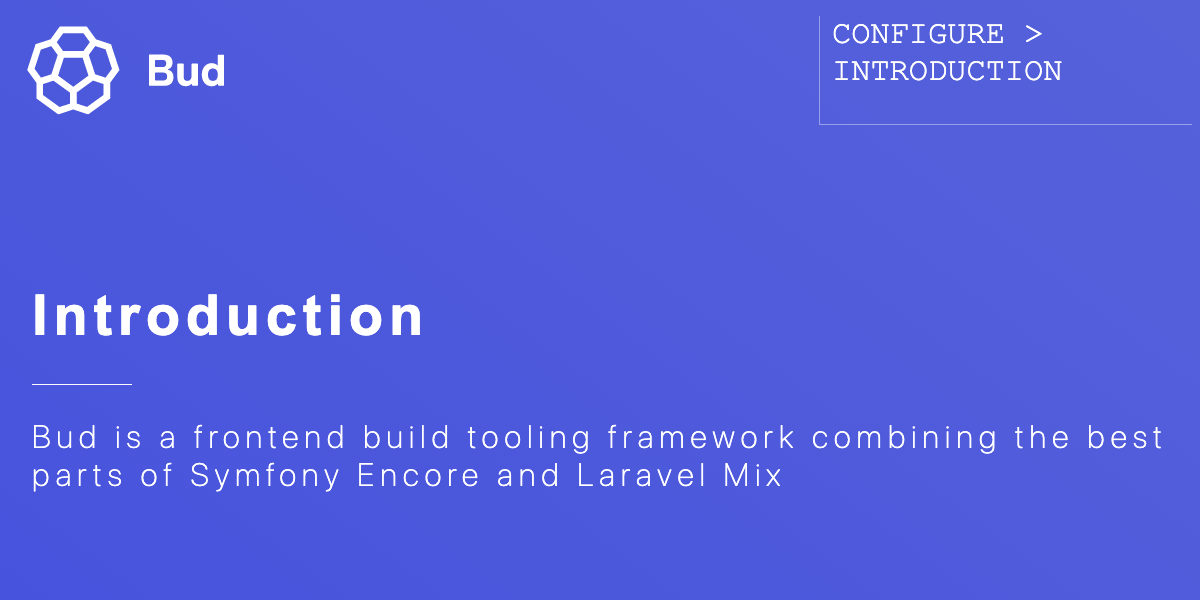 Bud
CONFIGURE >
INTRODUCTION
Introduction
Bud is a frontend build tooling framework combining the best
parts of Symfony Encore and Laravel Mix